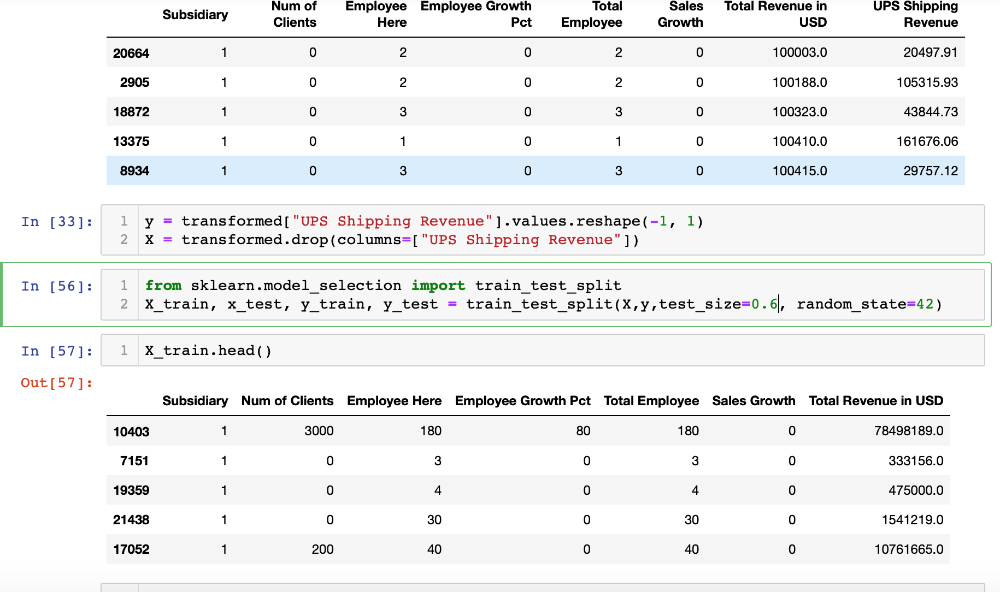 Subsidiary Num of Clients Employee Here Employee Growth Pct Total Employee Sales Growth Total Revenue in USD UPS Shipping Revenue
20664 1 0 2 0 2 0 100003.0 20497.91
2905 1 0 2 0 2 0 100188.0 105315.93
18872 1 0 3 0 3 0 100323.0 43844.73
13375 1 0 1 0 1 0 100410.0 161676.06
8934 1 0 3 0 3 0 100415.0 29757.12
In [33]: 1 y = transformed["UPS Shipping Revenue"].values.reshape(-1, 1)
2 X = transformed.drop(columns=["UPS Shipping Revenue"])
In [56]: 1 from sklearn.model_selection import train_test_split
2 X_train, x_test, y_train, y_test = train_test_split(X,y,test_size=0.6, random_state=42)
In [57]: 1 X_train.head()
Out[57]:
Subsidiary Num of Clients Employee Here Employee Growth Pct Total Employee Sales Growth Total Revenue in USD
10403 1 3000 180 80 180 0 78498189.0
7151 1 0 3 0 3 0 333156.0
19359 1 0 4 0 4 0 475000.0
21438 1 0 30 0 30 0 1541219.0
17052 1 200 40 0 40 0 10761665.0